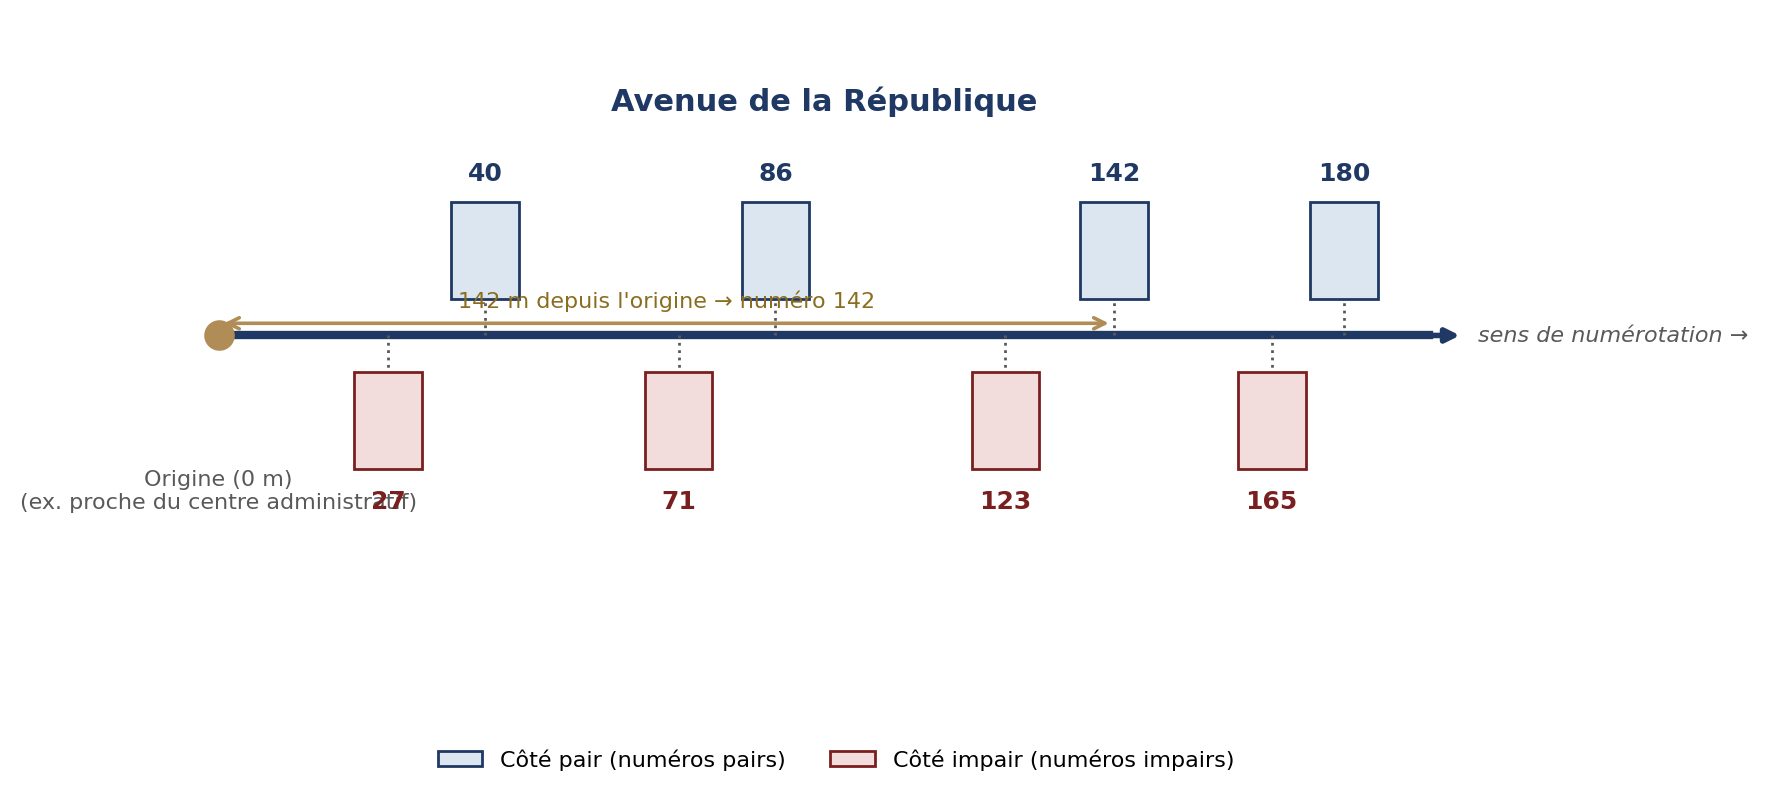 Avenue de la République
40
86
142
180
142 m depuis l'origine → numéro 142
sens de numérotation →
Origine (0 m)
(ex. proche du centre administratif)
27
71
123
165
Côté pair (numéros pairs)
Côté impair (numéros impairs)